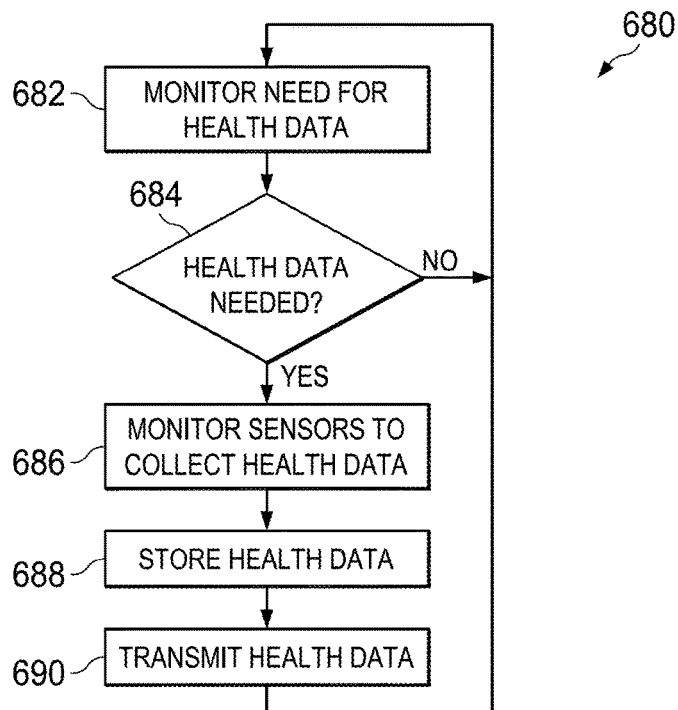 680
682
MONITOR NEED FOR
HEALTH DATA
684
HEALTH DATA
NEEDED?
NO
YES
686
MONITOR SENSORS TO
COLLECT HEALTH DATA
688
STORE HEALTH DATA
690
TRANSMIT HEALTH DATA